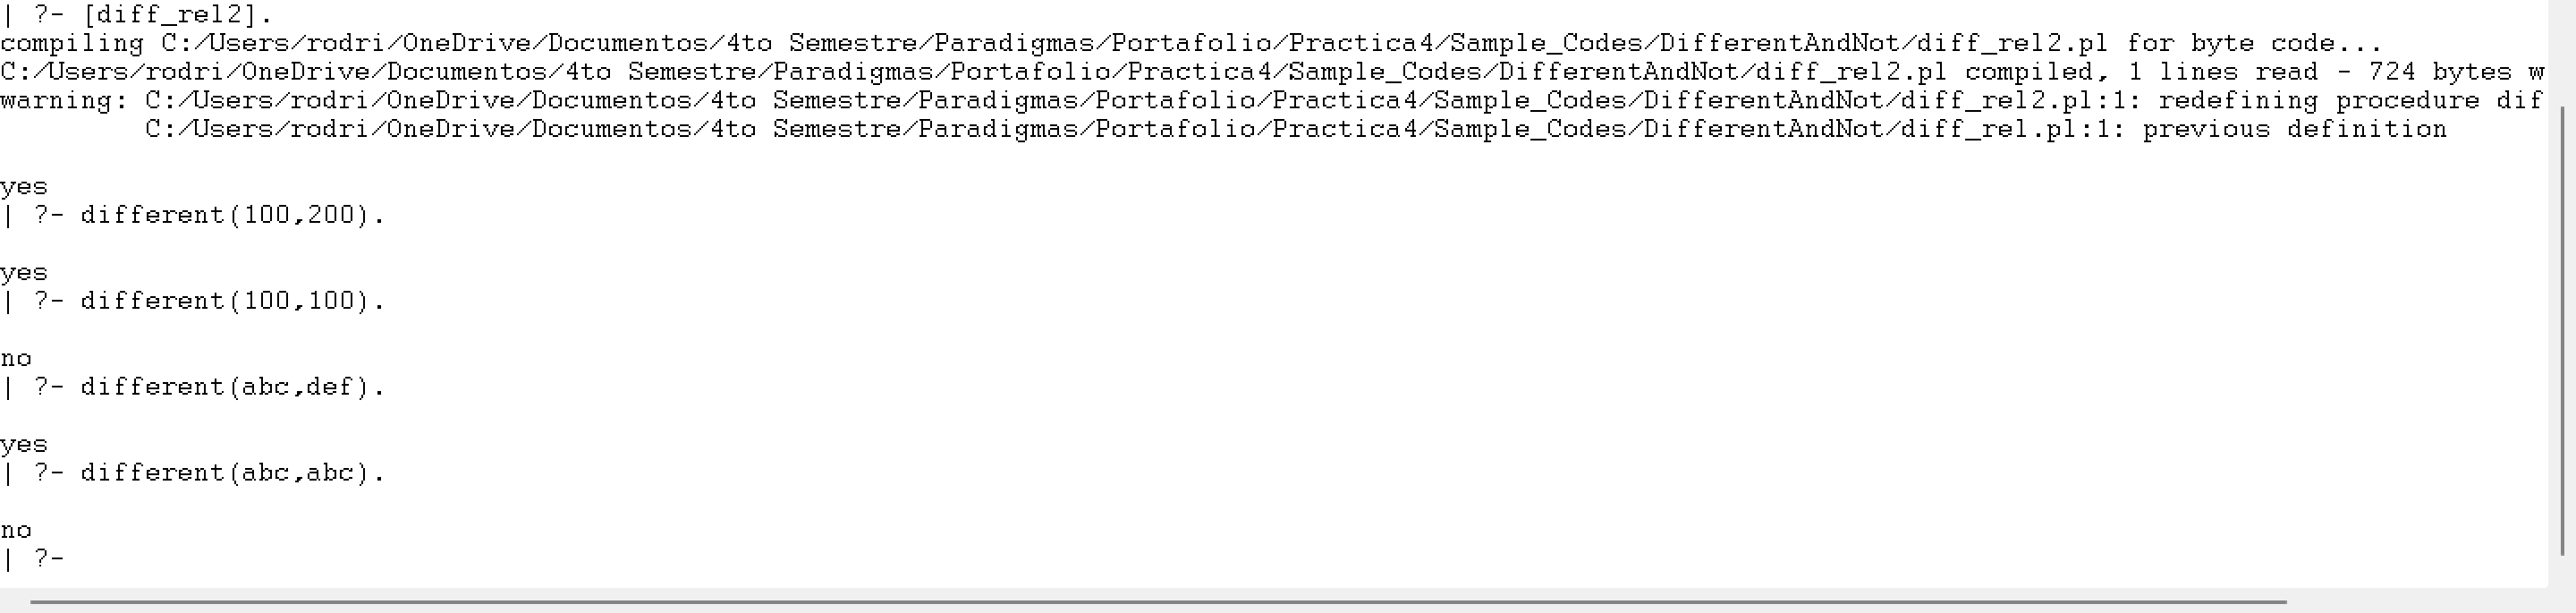 | ?- [diff_rel2].
compiling C:/Users/rodri/OneDrive/Documentos/4to Semestre/Paradigmas/Portafolio/Practica4/Sample_Codes/DifferentAndNot/diff_rel2.pl for byte code...
C:/Users/rodri/OneDrive/Documentos/4to Semestre/Paradigmas/Portafolio/Practica4/Sample_Codes/DifferentAndNot/diff_rel2.pl compiled, 1 lines read - 724 bytes w
warning: C:/Users/rodri/OneDrive/Documentos/4to Semestre/Paradigmas/Portafolio/Practica4/Sample_Codes/DifferentAndNot/diff_rel2.pl:1: redefining procedure dif
C:/Users/rodri/OneDrive/Documentos/4to Semestre/Paradigmas/Portafolio/Practica4/Sample_Codes/DifferentAndNot/diff_rel.pl:1: previous definition
yes
| ?- different(100,200).
yes
| ?- different(100,100).
no
| ?- different(abc,def).
yes
| ?- different(abc,abc).
no
| ?-